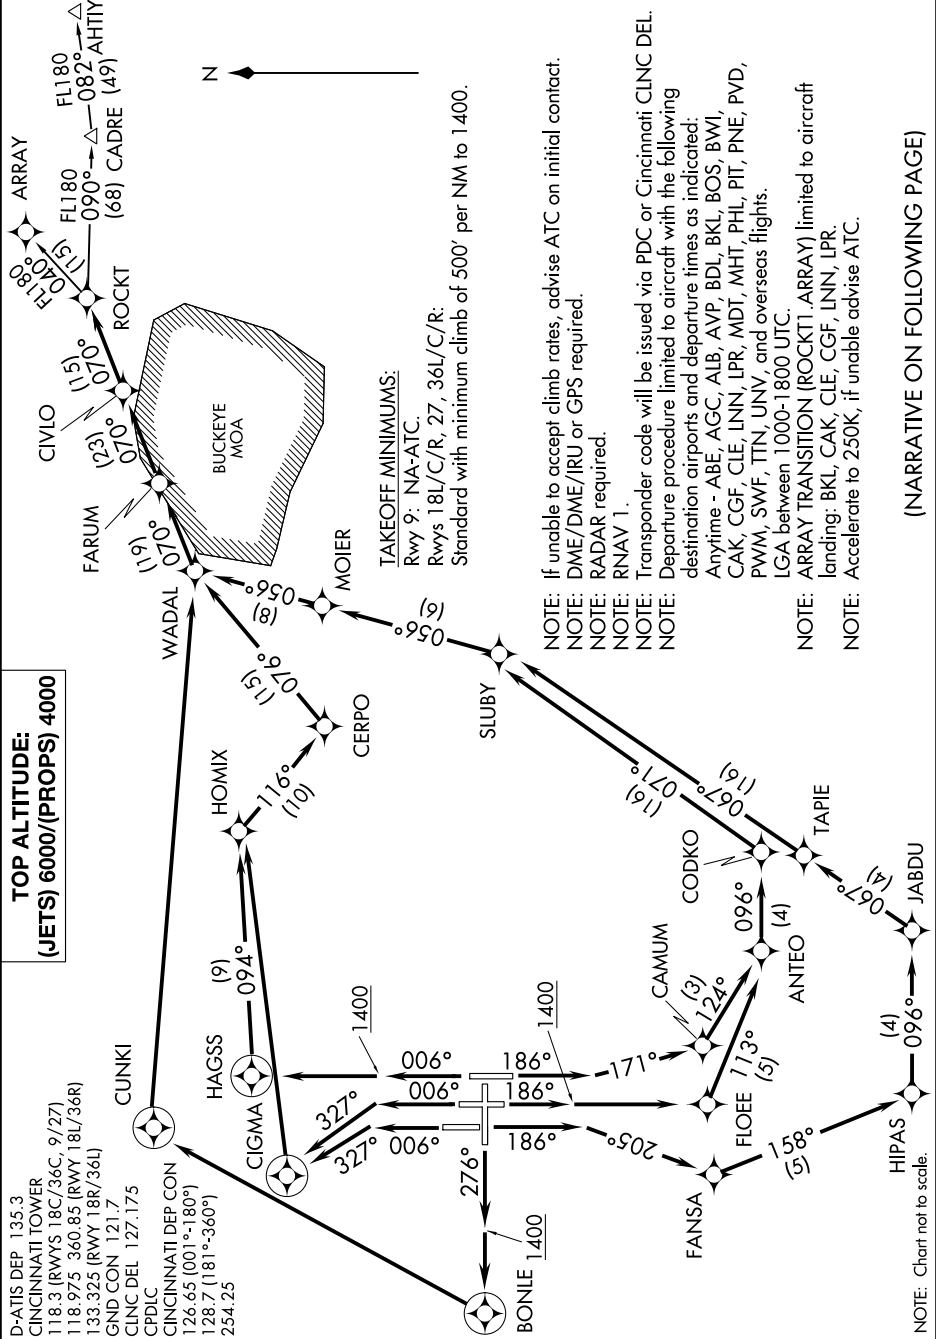 TOP ALTITUDE:
(JETS) 6000/(PROPS) 4000
D-ATIS DEP 135.3
CINCINNATI TOWER
118.3 (RWYS 18C/36C, 9/27)
118.975 360.85 (RWY 18L/36R)
133.325 (RWY 18R/36L)
GND CON 121.7
CLNC DEL 127.175
CPDLC
CINCINNATI DEP CON
126.65 (001°-180°)
128.7 (181°-360°)
254.25
CUNKI
HAGSS
CIGMA
BONLE
1400
276°
327°
327°
006°
006°
006°
1400
186°
186°
186°
1400
171°
205°
FANSA
158°
(5)
HIPAS
FLOEE
113°
(5)
CAMUM
(3)
124°
ANTEO
096°
(4)
CODKO
(4)
096°
JABDU
067°
(4)
TAPIE
071°
(16)
067°
(16)
SLUBY
056°
(6)
MOIER
056°
(8)
(9)
094°
HOMIX
116°
(10)
CERPO
076°
(15)
WADAL
(19)
070°
FARUM
(23)
070°
CIVLO
(15)
070°
ROCKT
FL180
040°
(15)
ARRAY
FL180
090°
(68)
CADRE
FL180
082°
(49)
AHTIY
BUCKEYE
MOA
N
TAKEOFF MINIMUMS:
Rwy 9: NA-ATC.
Rwys 18L/C/R, 27, 36L/C/R:
Standard with minimum climb of 500' per NM to 1400.
NOTE: If unable to accept climb rates, advise ATC on initial contact.
NOTE: DME/DME/IRU or GPS required.
NOTE: RADAR required.
NOTE: RNAV 1.
NOTE: Transponder code will be issued via PDC or Cincinnati CLNC DEL.
NOTE: Departure procedure limited to aircraft with the following
destination airports and departure times as indicated:
Anytime - ABE, AGC, ALB, AVP, BDL, BKL, BOS, BWI,
CAK, CGF, CLE, LNN, LPR, MDT, MHT, PHL, PIT, PNE, PVD,
PWM, SWF, TTN, UNV, and overseas flights.
LGA between 1000-1800 UTC.
NOTE: ARRAY TRANSITION (ROCKT1.ARRAY) limited to aircraft
landing: BKL, CAK, CLE, CGF, LNN, LPR.
NOTE: Accelerate to 250K, if unable advise ATC.
(NARRATIVE ON FOLLOWING PAGE)
NOTE: Chart not to scale.